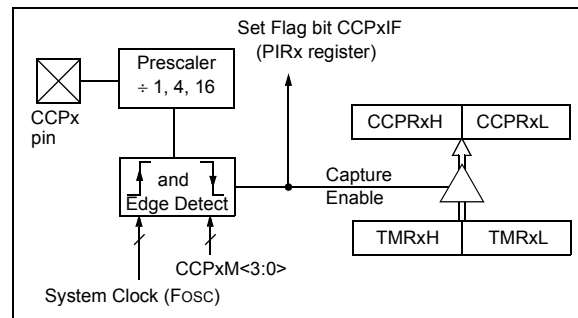 Set Flag bit CCPxIF
(PIRx register)
Prescaler
÷ 1, 4, 16
CCPx
pin
CCPRxH CCPRxL
and
Edge Detect
Capture
Enable
TMRxH TMRxL
CCPxM<3:0>
System Clock (FOSC)